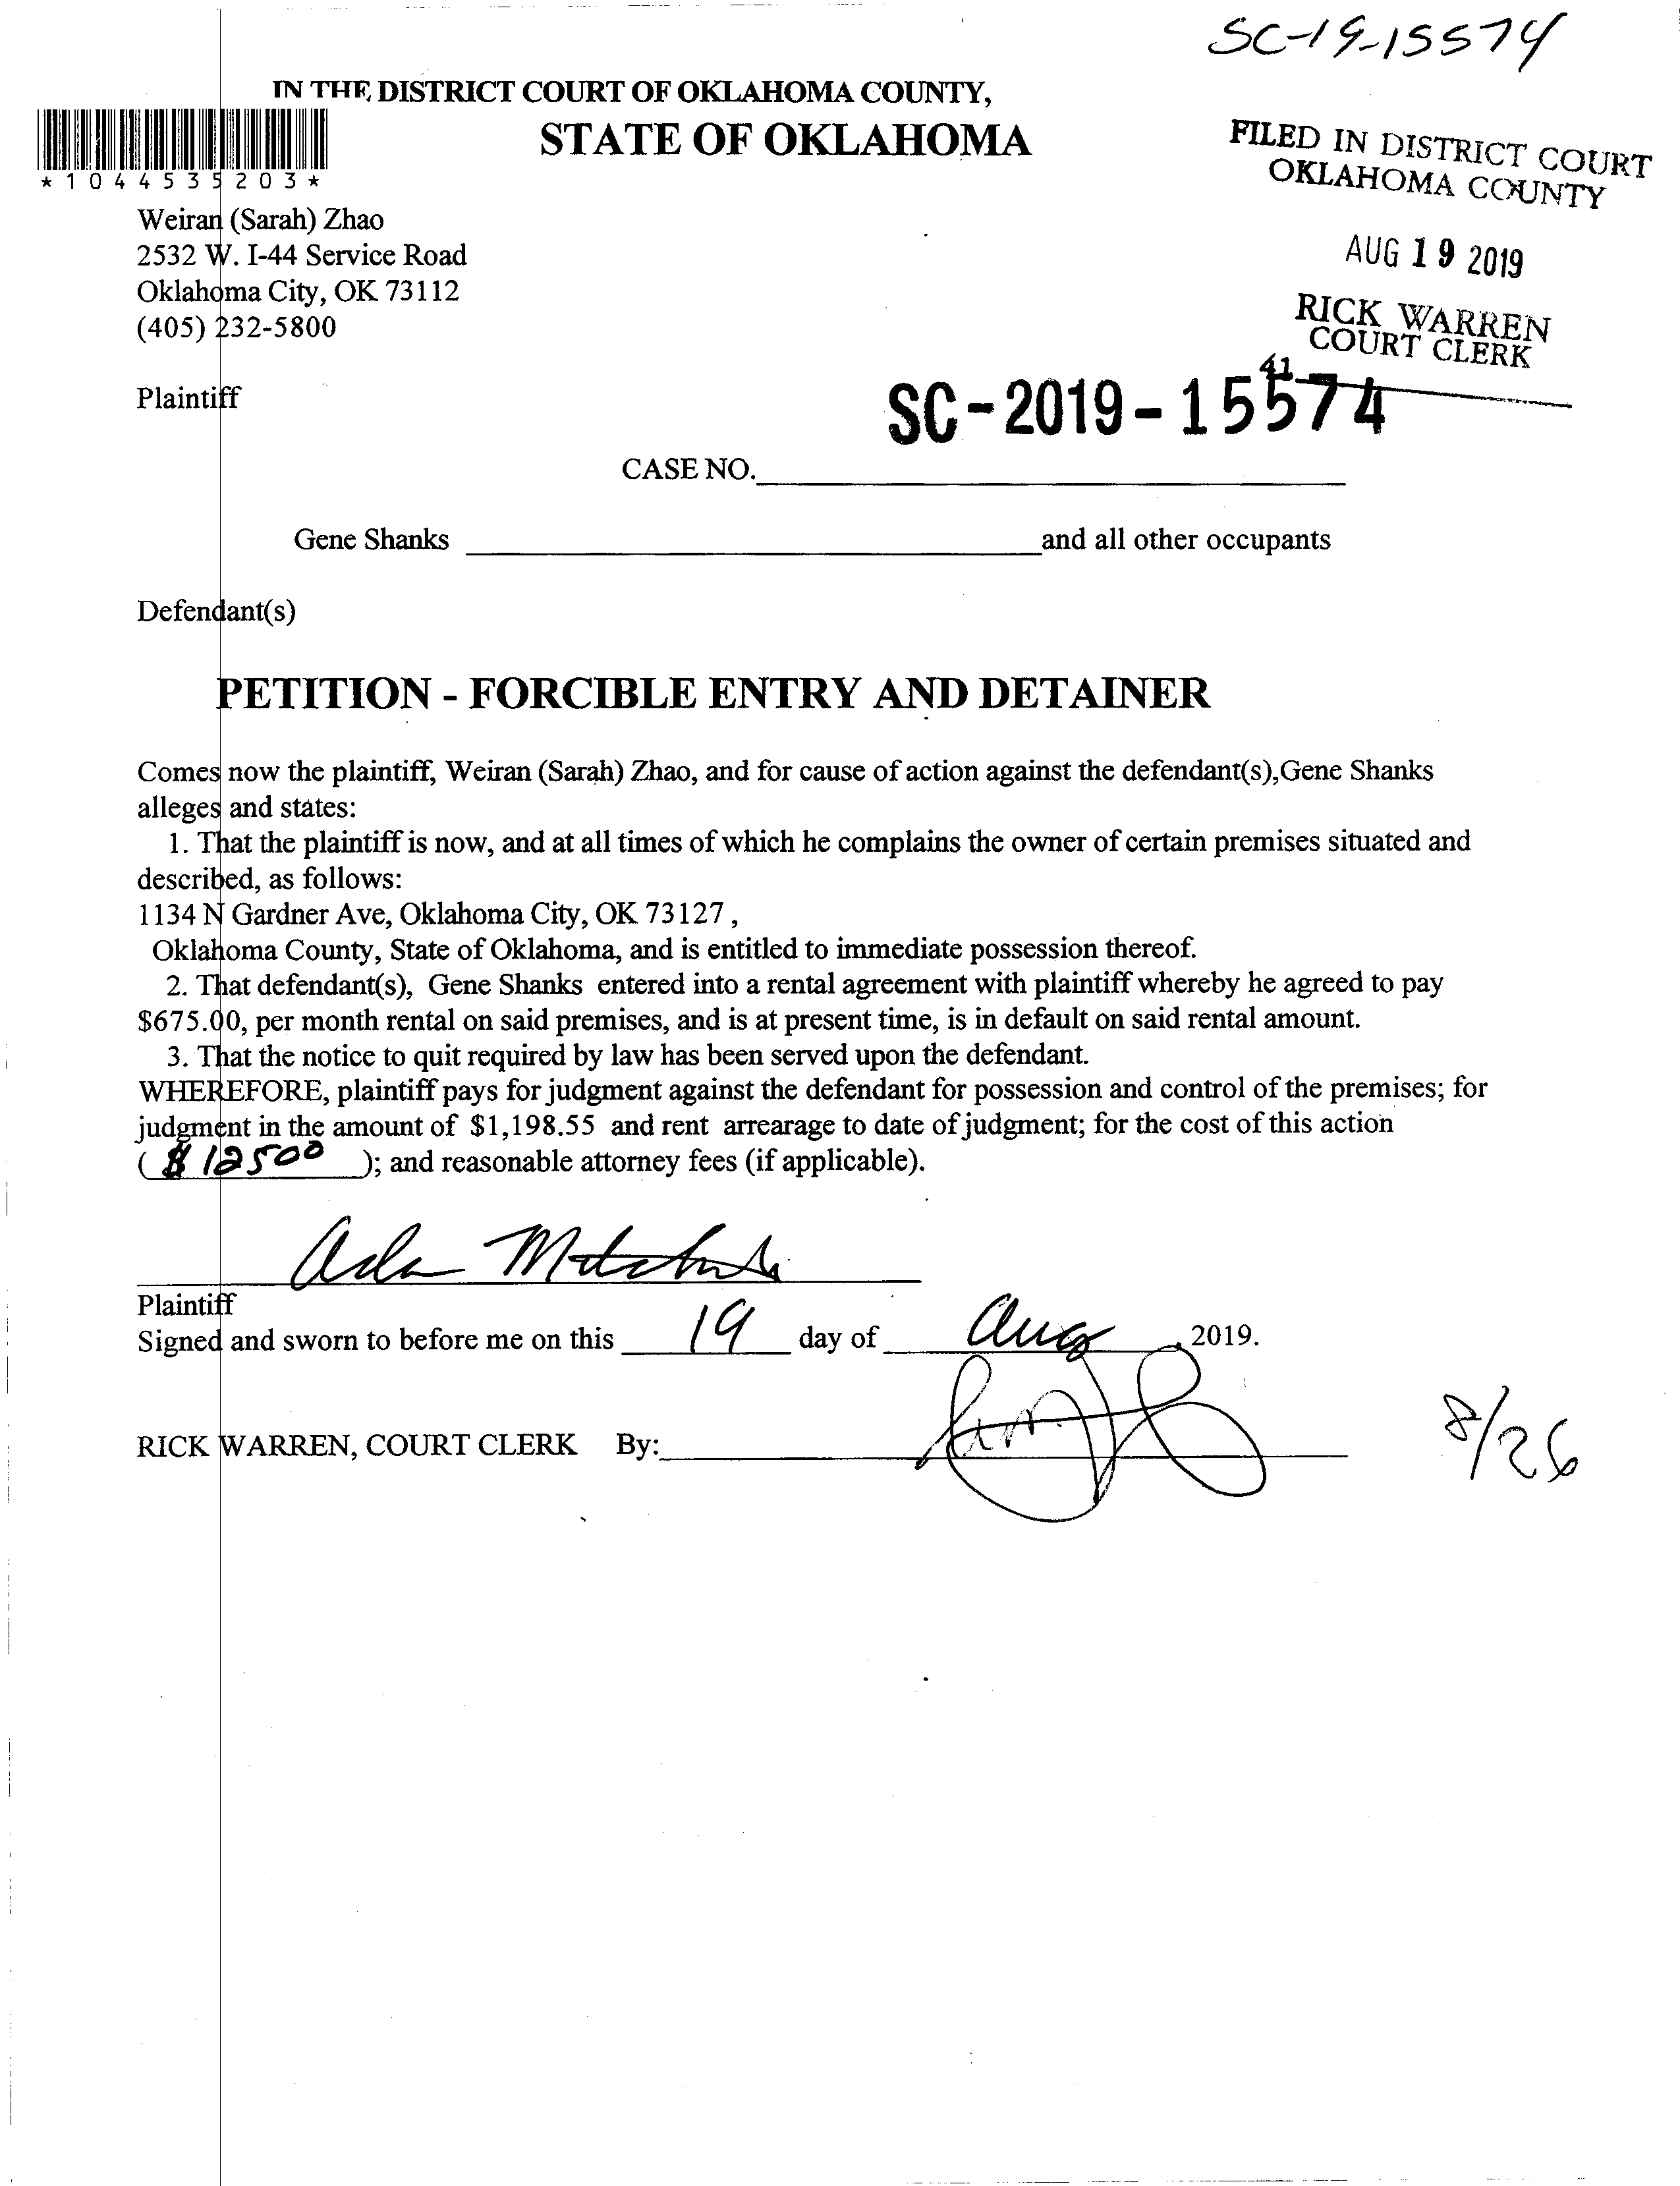 SC-19-15574
IN THE DISTRICT COURT OF OKLAHOMA COUNTY,
STATE OF OKLAHOMA
*1044535203*
FILED IN DISTRICT COURT
OKLAHOMA COUNTY
AUG 19 2019
RICK WARREN
COURT CLERK
41
Weiran (Sarah) Zhao
2532 W. I-44 Service Road
Oklahoma City, OK 73112
(405) 232-5800
Plaintiff
SC-2019-15574
CASE NO.
Gene Shanks and all other occupants
Defendant(s)
PETITION - FORCIBLE ENTRY AND DETAINER
Comes now the plaintiff, Weiran (Sarah) Zhao, and for cause of action against the defendant(s),Gene Shanks
alleges and states:
1. That the plaintiff is now, and at all times of which he complains the owner of certain premises situated and
described, as follows:
1134 N Gardner Ave, Oklahoma City, OK 73127 ,
Oklahoma County, State of Oklahoma, and is entitled to immediate possession thereof.
2. That defendant(s), Gene Shanks entered into a rental agreement with plaintiff whereby he agreed to pay
$675.00, per month rental on said premises, and is at present time, is in default on said rental amount.
3. That the notice to quit required by law has been served upon the defendant.
WHEREFORE, plaintiff pays for judgment against the defendant for possession and control of the premises; for
judgment in the amount of $1,198.55 and rent arrearage to date of judgment; for the cost of this action
( $12500 ); and reasonable attorney fees (if applicable).
Plaintiff
Signed and sworn to before me on this 19 day of Aug, 2019.
RICK WARREN, COURT CLERK By:
8/26